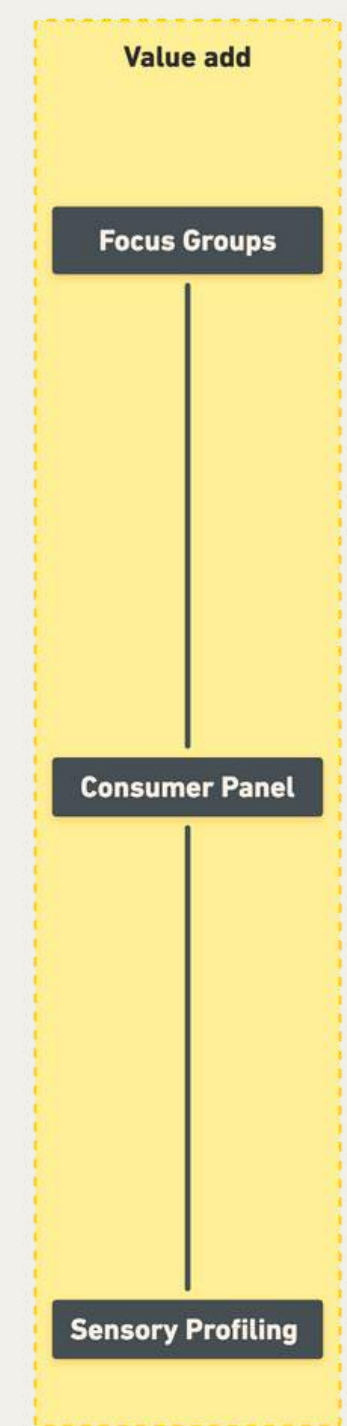 Value add
Focus Groups
Consumer Panel
Sensory Profiling